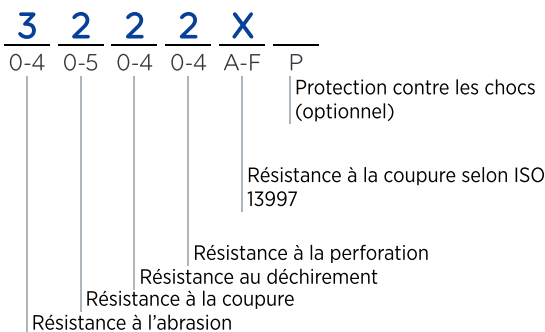 3 2 2 2 X
0-4 0-5 0-4 0-4 A-F P
Protection contre les chocs
(optionnel)
Résistance à la coupure selon ISO
13997
Résistance à la perforation
Résistance au déchirement
Résistance à la coupure
Résistance à l’abrasion